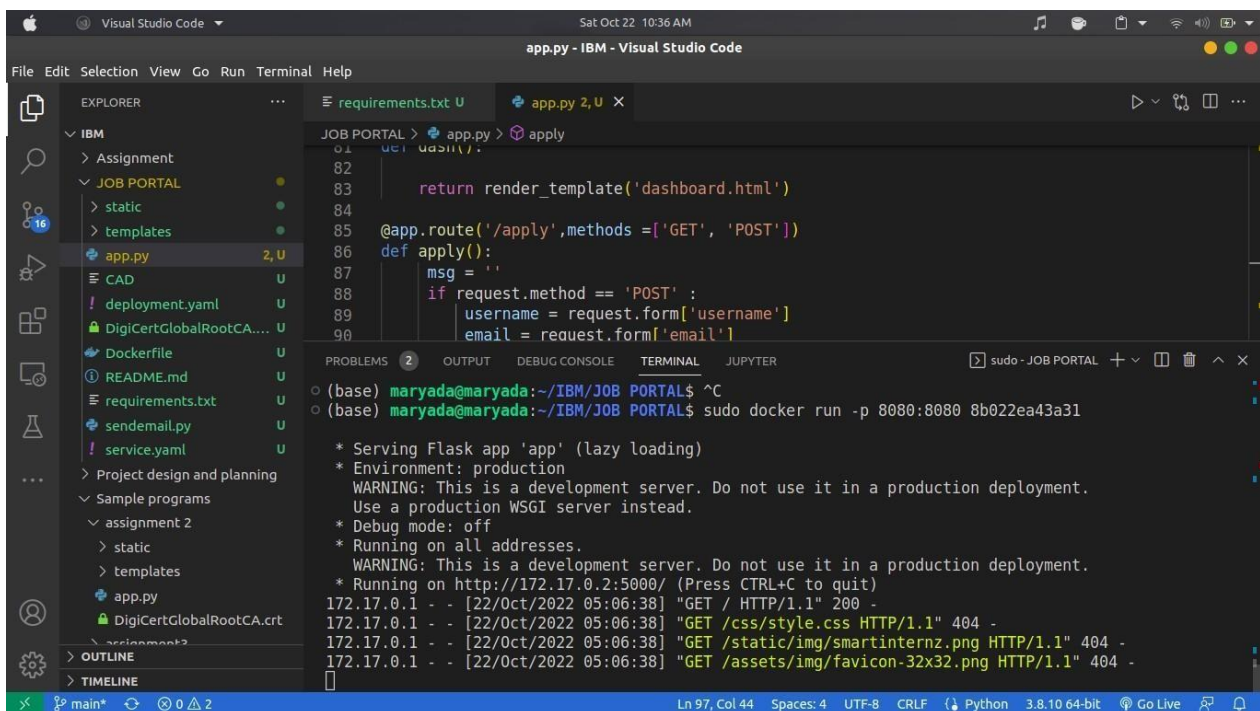 Visual Studio Code
Sat Oct 22 10:36 AM
app.py - IBM - Visual Studio Code
File Edit Selection View Go Run Terminal Help
EXPLORER
IBM
> Assignment
JOB PORTAL
> static
> templates
app.py 2, U
CAD U
! deployment.yaml U
DigiCertGlobalRootCA.... U
Dockerfile U
README.md U
requirements.txt U
sendemail.py U
! service.yaml U
> Project design and planning
Sample programs
assignment 2
> static
> templates
app.py
DigiCertGlobalRootCA.crt
> assignment3
> OUTLINE
> TIMELINE
16
requirements.txt U
app.py 2, U ×
JOB PORTAL > app.py > apply
81 def dash():
82
83 return render_template('dashboard.html')
84
85 @app.route('/apply',methods =['GET', 'POST'])
86 def apply():
87 msg = ''
88 if request.method == 'POST' :
89 username = request.form['username']
90 email = request.form['email']
PROBLEMS 2 OUTPUT DEBUG CONSOLE TERMINAL JUPYTER
sudo - JOB PORTAL
(base) maryada@maryada:~/IBM/JOB PORTAL$ ^C
(base) maryada@maryada:~/IBM/JOB PORTAL$ sudo docker run -p 8080:8080 8b022ea43a31
* Serving Flask app 'app' (lazy loading)
* Environment: production
WARNING: This is a development server. Do not use it in a production deployment.
Use a production WSGI server instead.
* Debug mode: off
* Running on all addresses.
WARNING: This is a development server. Do not use it in a production deployment.
* Running on http://172.17.0.2:5000/ (Press CTRL+C to quit)
172.17.0.1 - - [22/Oct/2022 05:06:38] "GET / HTTP/1.1" 200 -
172.17.0.1 - - [22/Oct/2022 05:06:38] "GET /css/style.css HTTP/1.1" 404 -
172.17.0.1 - - [22/Oct/2022 05:06:38] "GET /static/img/smartinternz.png HTTP/1.1" 404 -
172.17.0.1 - - [22/Oct/2022 05:06:38] "GET /assets/img/favicon-32x32.png HTTP/1.1" 404 -
main* 0 2
Ln 97, Col 44 Spaces: 4 UTF-8 CRLF Python 3.8.10 64-bit Go Live